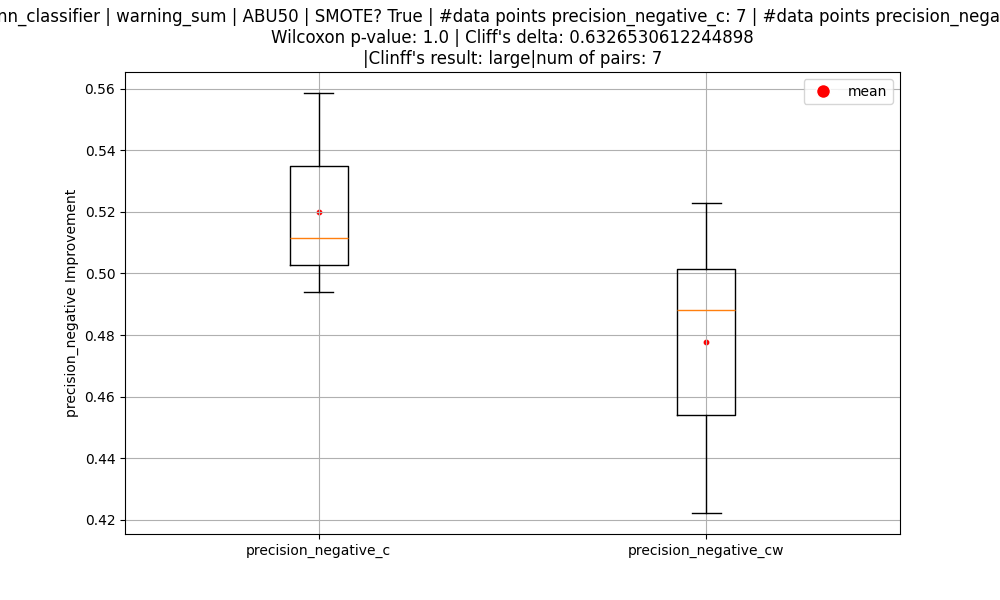 nn_classifier | warning_sum | ABU50 | SMOTE? True | #data points precision_negative_c: 7 | #data points precision_nega
Wilcoxon p-value: 1.0 | Cliff's delta: 0.6326530612244898
|Clinff's result: large|num of pairs: 7
mean
0.56
0.54
0.52
0.50
0.48
0.46
0.44
0.42
precision_negative Improvement
precision_negative_c
precision_negative_cw